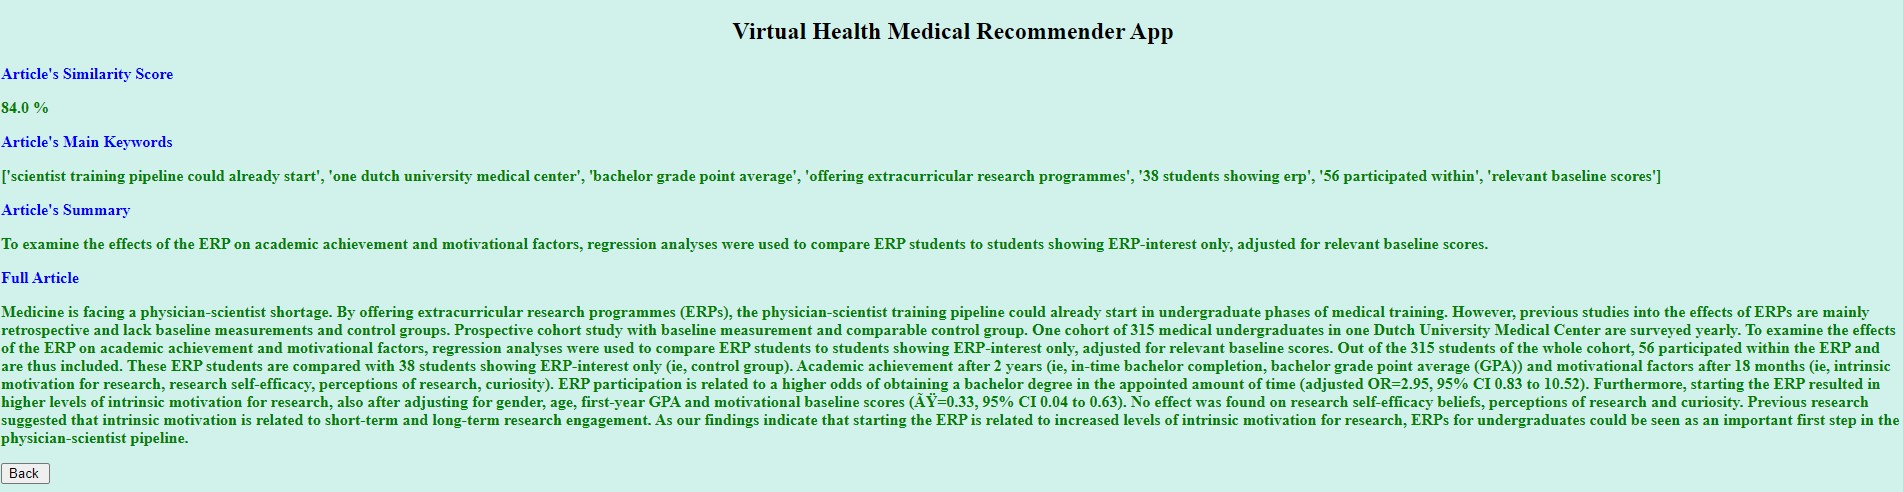 Virtual Health Medical Recommender App
Article's Similarity Score
84.0 %
Article's Main Keywords
['scientist training pipeline could already start', 'one dutch university medical center', 'bachelor grade point average', 'offering extracurricular research programmes', '38 students showing erp', '56 participated within', 'relevant baseline scores']
Article's Summary
To examine the effects of the ERP on academic achievement and motivational factors, regression analyses were used to compare ERP students to students showing ERP-interest only, adjusted for relevant baseline scores.
Full Article
Medicine is facing a physician-scientist shortage. By offering extracurricular research programmes (ERPs), the physician-scientist training pipeline could already start in undergraduate phases of medical training. However, previous studies into the effects of ERPs are mainly
retrospective and lack baseline measurements and control groups. Prospective cohort study with baseline measurement and comparable control group. One cohort of 315 medical undergraduates in one Dutch University Medical Center are surveyed yearly. To examine the effects
of the ERP on academic achievement and motivational factors, regression analyses were used to compare ERP students to students showing ERP-interest only, adjusted for relevant baseline scores. Out of the 315 students of the whole cohort, 56 participated within the ERP and
are thus included. These ERP students are compared with 38 students showing ERP-interest only (ie, control group). Academic achievement after 2 years (ie, in-time bachelor completion, bachelor grade point average (GPA)) and motivational factors after 18 months (ie, intrinsic
motivation for research, research self-efficacy, perceptions of research, curiosity). ERP participation is related to a higher odds of obtaining a bachelor degree in the appointed amount of time (adjusted OR=2.95, 95% CI 0.83 to 10.52). Furthermore, starting the ERP resulted in
higher levels of intrinsic motivation for research, also after adjusting for gender, age, first-year GPA and motivational baseline scores (ÃŸ=0.33, 95% CI 0.04 to 0.63). No effect was found on research self-efficacy beliefs, perceptions of research and curiosity. Previous research
suggested that intrinsic motivation is related to short-term and long-term research engagement. As our findings indicate that starting the ERP is related to increased levels of intrinsic motivation for research, ERPs for undergraduates could be seen as an important first step in the
physician-scientist pipeline.
Back